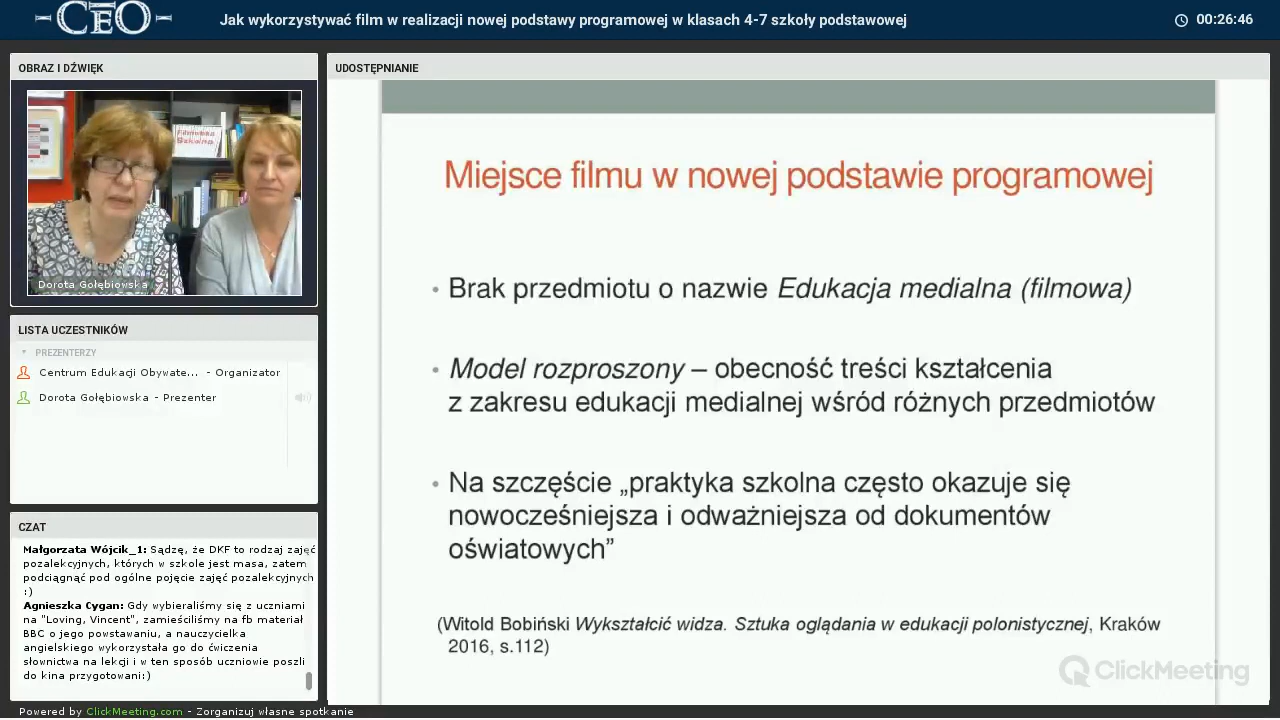 CEO
Jak wykorzystywać film w realizacji nowej podstawy programowej w klasach 4-7 szkoły podstawowej
00:26:46
OBRAZ I DŹWIĘK
Filmoteka
Szkolna
Dorota Gołębiowska
LISTA UCZESTNIKÓW
PREZENTERZY
Centrum Edukacji Obywate... - Organizator
Dorota Gołębiowska - Prezenter
CZAT
Małgorzata Wójcik_1: Sądzę, że DKF to rodzaj zajęć
pozalekcyjnych, których w szkole jest masa, zatem
podciągnąć pod ogólne pojęcie zajęć pozalekcyjnych
:)
Agnieszka Cygan: Gdy wybieraliśmy się z uczniami
na "Loving, Vincent", zamieściliśmy na fb materiał
BBC o jego powstawaniu, a nauczycielka
angielskiego wykorzystała go do ćwiczenia
słownictwa na lekcji i w ten sposób uczniowie poszli
do kina przygotowani:)
UDOSTĘPNIANIE
Miejsce filmu w nowej podstawie programowej
• Brak przedmiotu o nazwie Edukacja medialna (filmowa)
• Model rozproszony – obecność treści kształcenia
z zakresu edukacji medialnej wśród różnych przedmiotów
• Na szczęście „praktyka szkolna często okazuje się
nowocześniejsza i odważniejsza od dokumentów
oświatowych”
(Witold Bobiński Wykształcić widza. Sztuka oglądania w edukacji polonistycznej, Kraków
2016, s.112)
ClickMeeting
Powered by ClickMeeting.com - Zorganizuj własne spotkanie